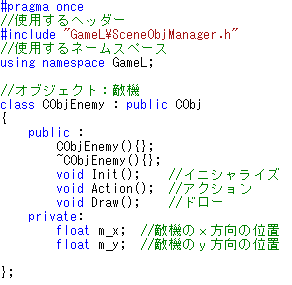 #pragma once
//使用するヘッダー
#include "GameL¥SceneObjManager.h"
//使用するネームスペース
using namespace GameL;

//オブジェクト：敵機
class CObjEnemy : public CObj
{
    public :
        CObjEnemy(){};
        ~CObjEnemy(){};
        void Init();    //イニシャライズ
        void Action();  //アクション
        void Draw();    //ドロー
    private:
        float m_x;  //敵機のｘ方向の位置
        float m_y;  //敵機のｙ方向の位置

};